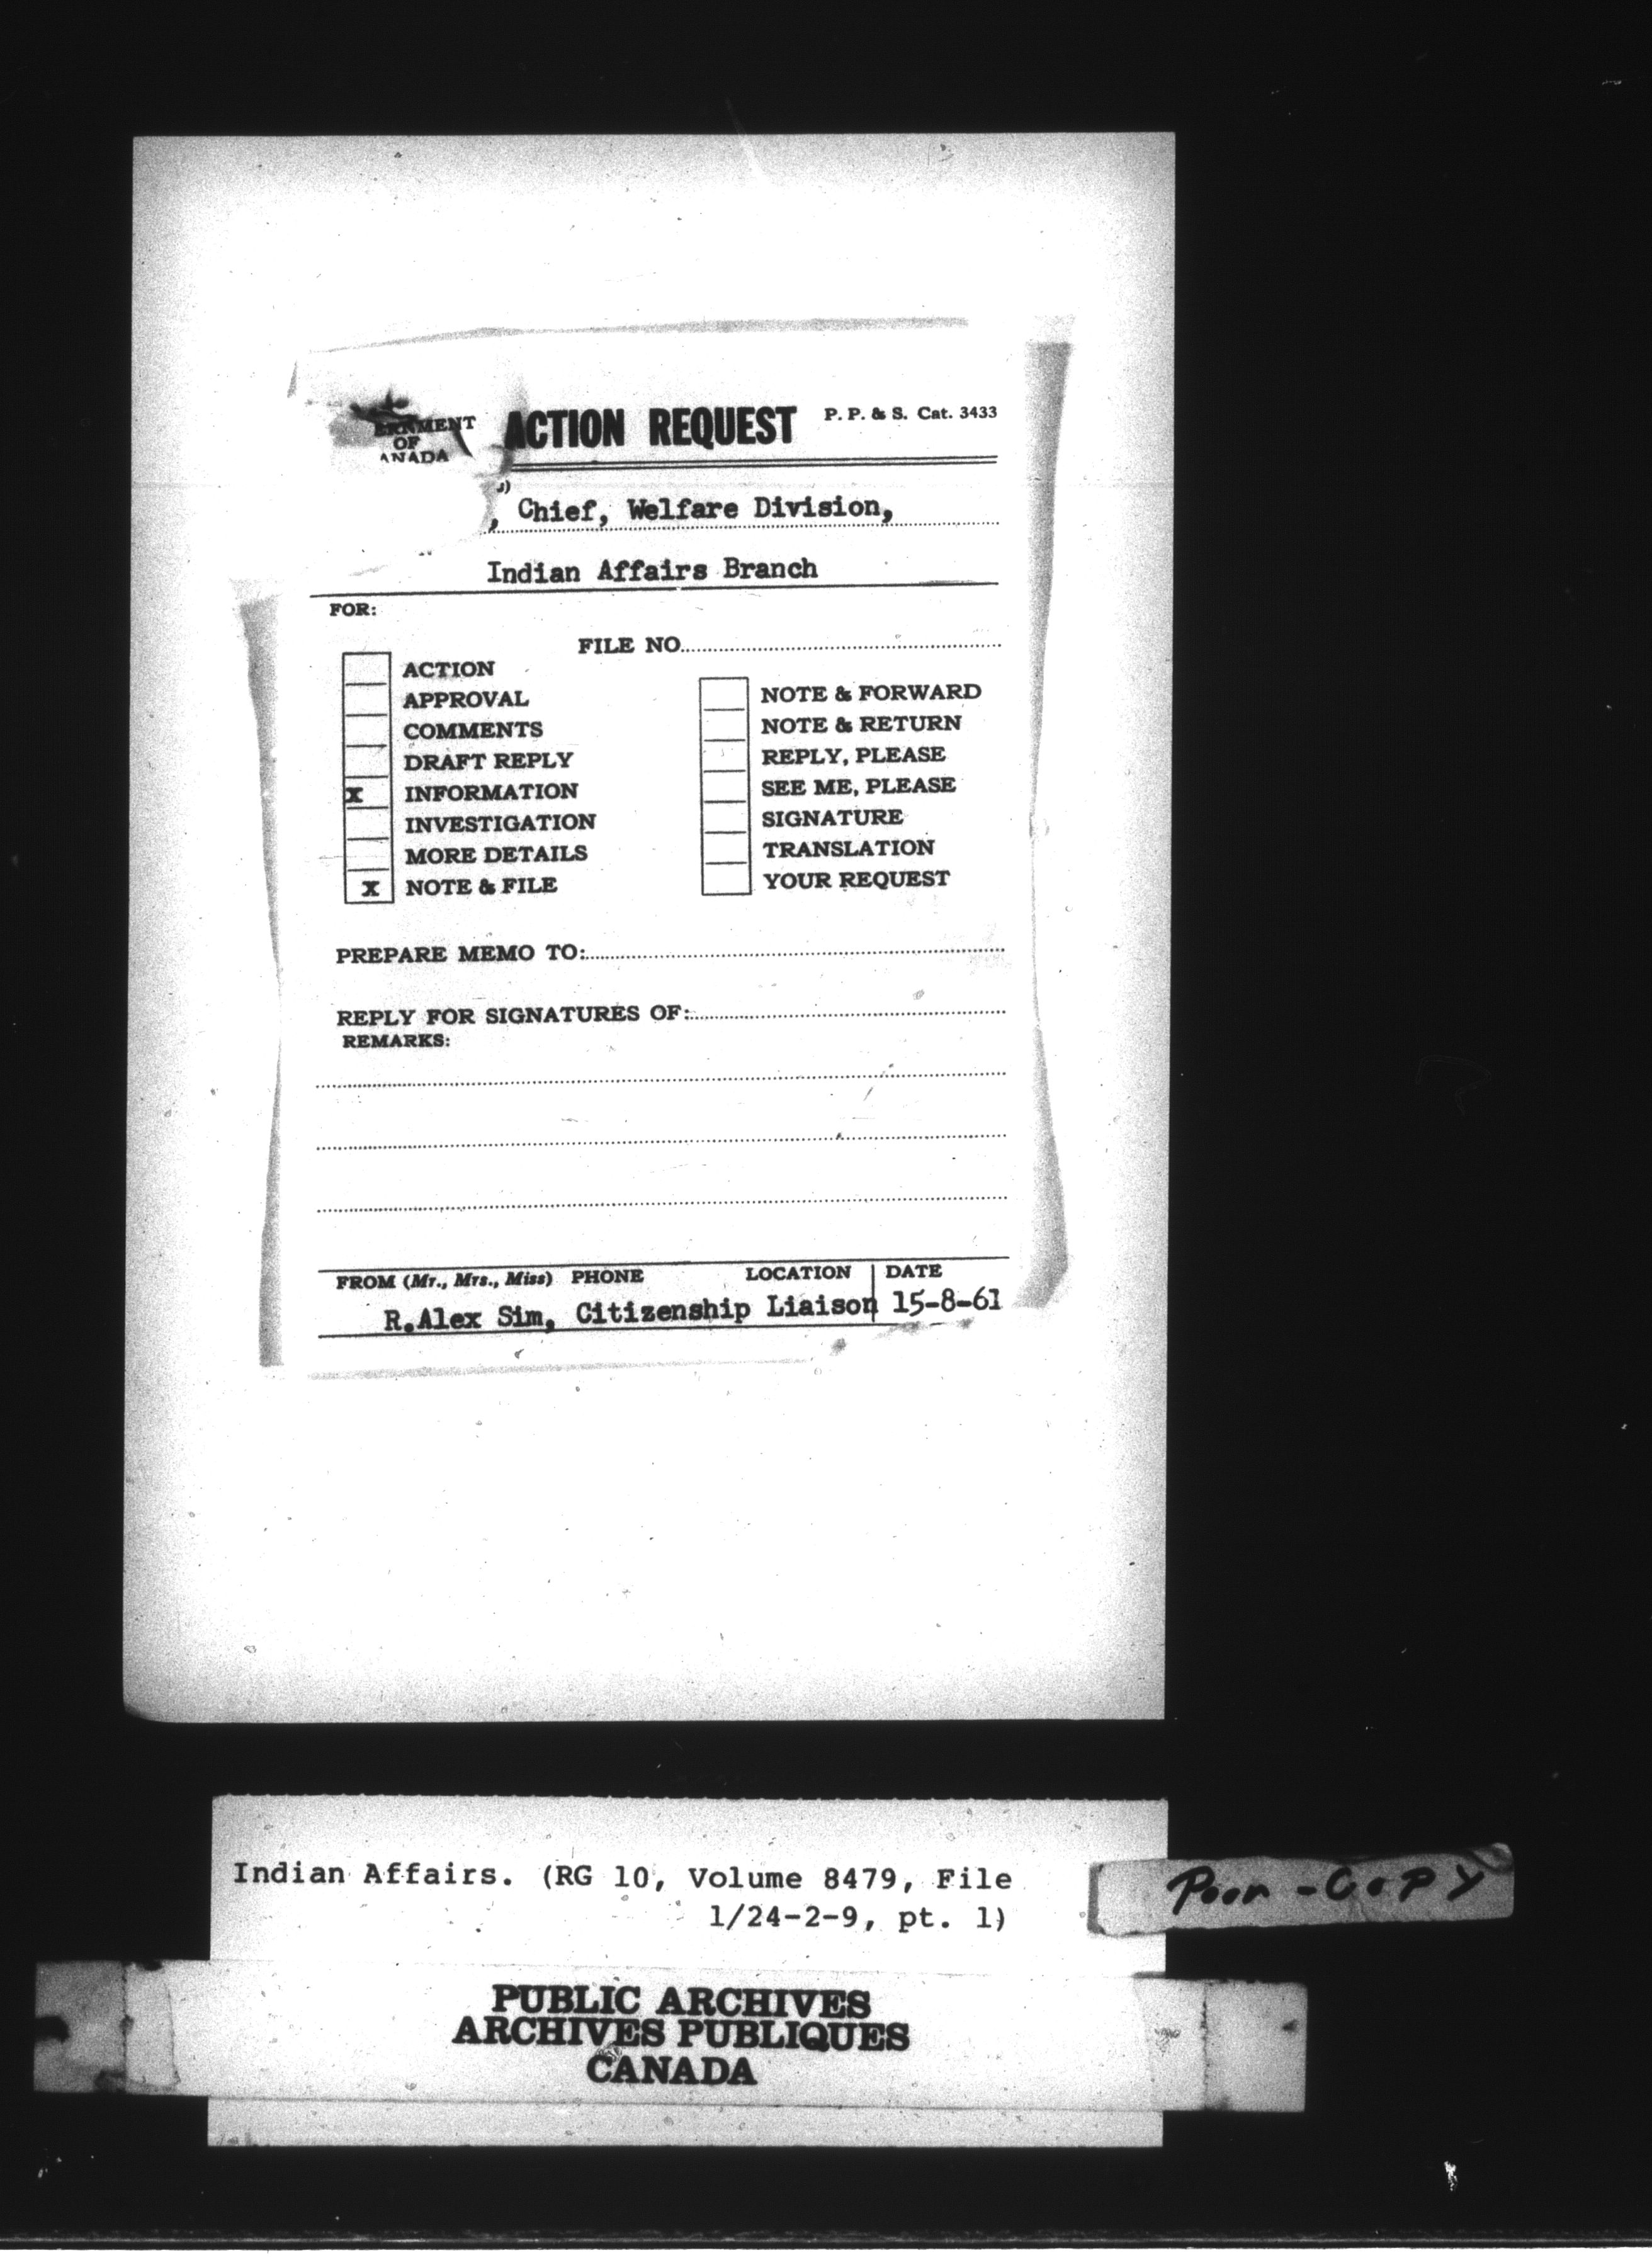 ERNMENT
OF
ANADA
ACTION REQUEST
P. P. & S. Cat. 3433
, Chief, Welfare Division,
Indian Affairs Branch
FOR:
FILE NO.
ACTION
APPROVAL
COMMENTS
DRAFT REPLY
X INFORMATION
INVESTIGATION
MORE DETAILS
X NOTE & FILE
NOTE & FORWARD
NOTE & RETURN
REPLY, PLEASE
SEE ME, PLEASE
SIGNATURE
TRANSLATION
YOUR REQUEST
PREPARE MEMO TO:
REPLY FOR SIGNATURES OF:
REMARKS:
FROM (Mr., Mrs., Miss) PHONE LOCATION DATE
R.Alex Sim, Citizenship Liaison 15-8-61
Indian Affairs. (RG 10, Volume 8479, File
1/24-2-9, pt. 1)
Poor - COPY
PUBLIC ARCHIVES
ARCHIVES PUBLIQUES
CANADA